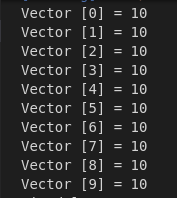 Vector [0] = 10
Vector [1] = 10
Vector [2] = 10
Vector [3] = 10
Vector [4] = 10
Vector [5] = 10
Vector [6] = 10
Vector [7] = 10
Vector [8] = 10
Vector [9] = 10